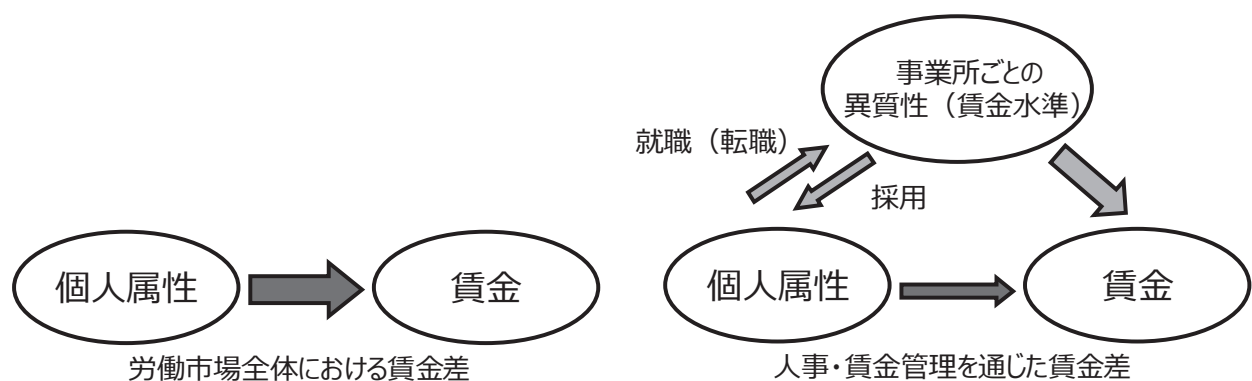 個人属性
賃金
労働市場全体における賃金差
事業所ごとの
異質性（賃金水準）
就職（転職）
採用
個人属性
賃金
人事・賃金管理を通じた賃金差